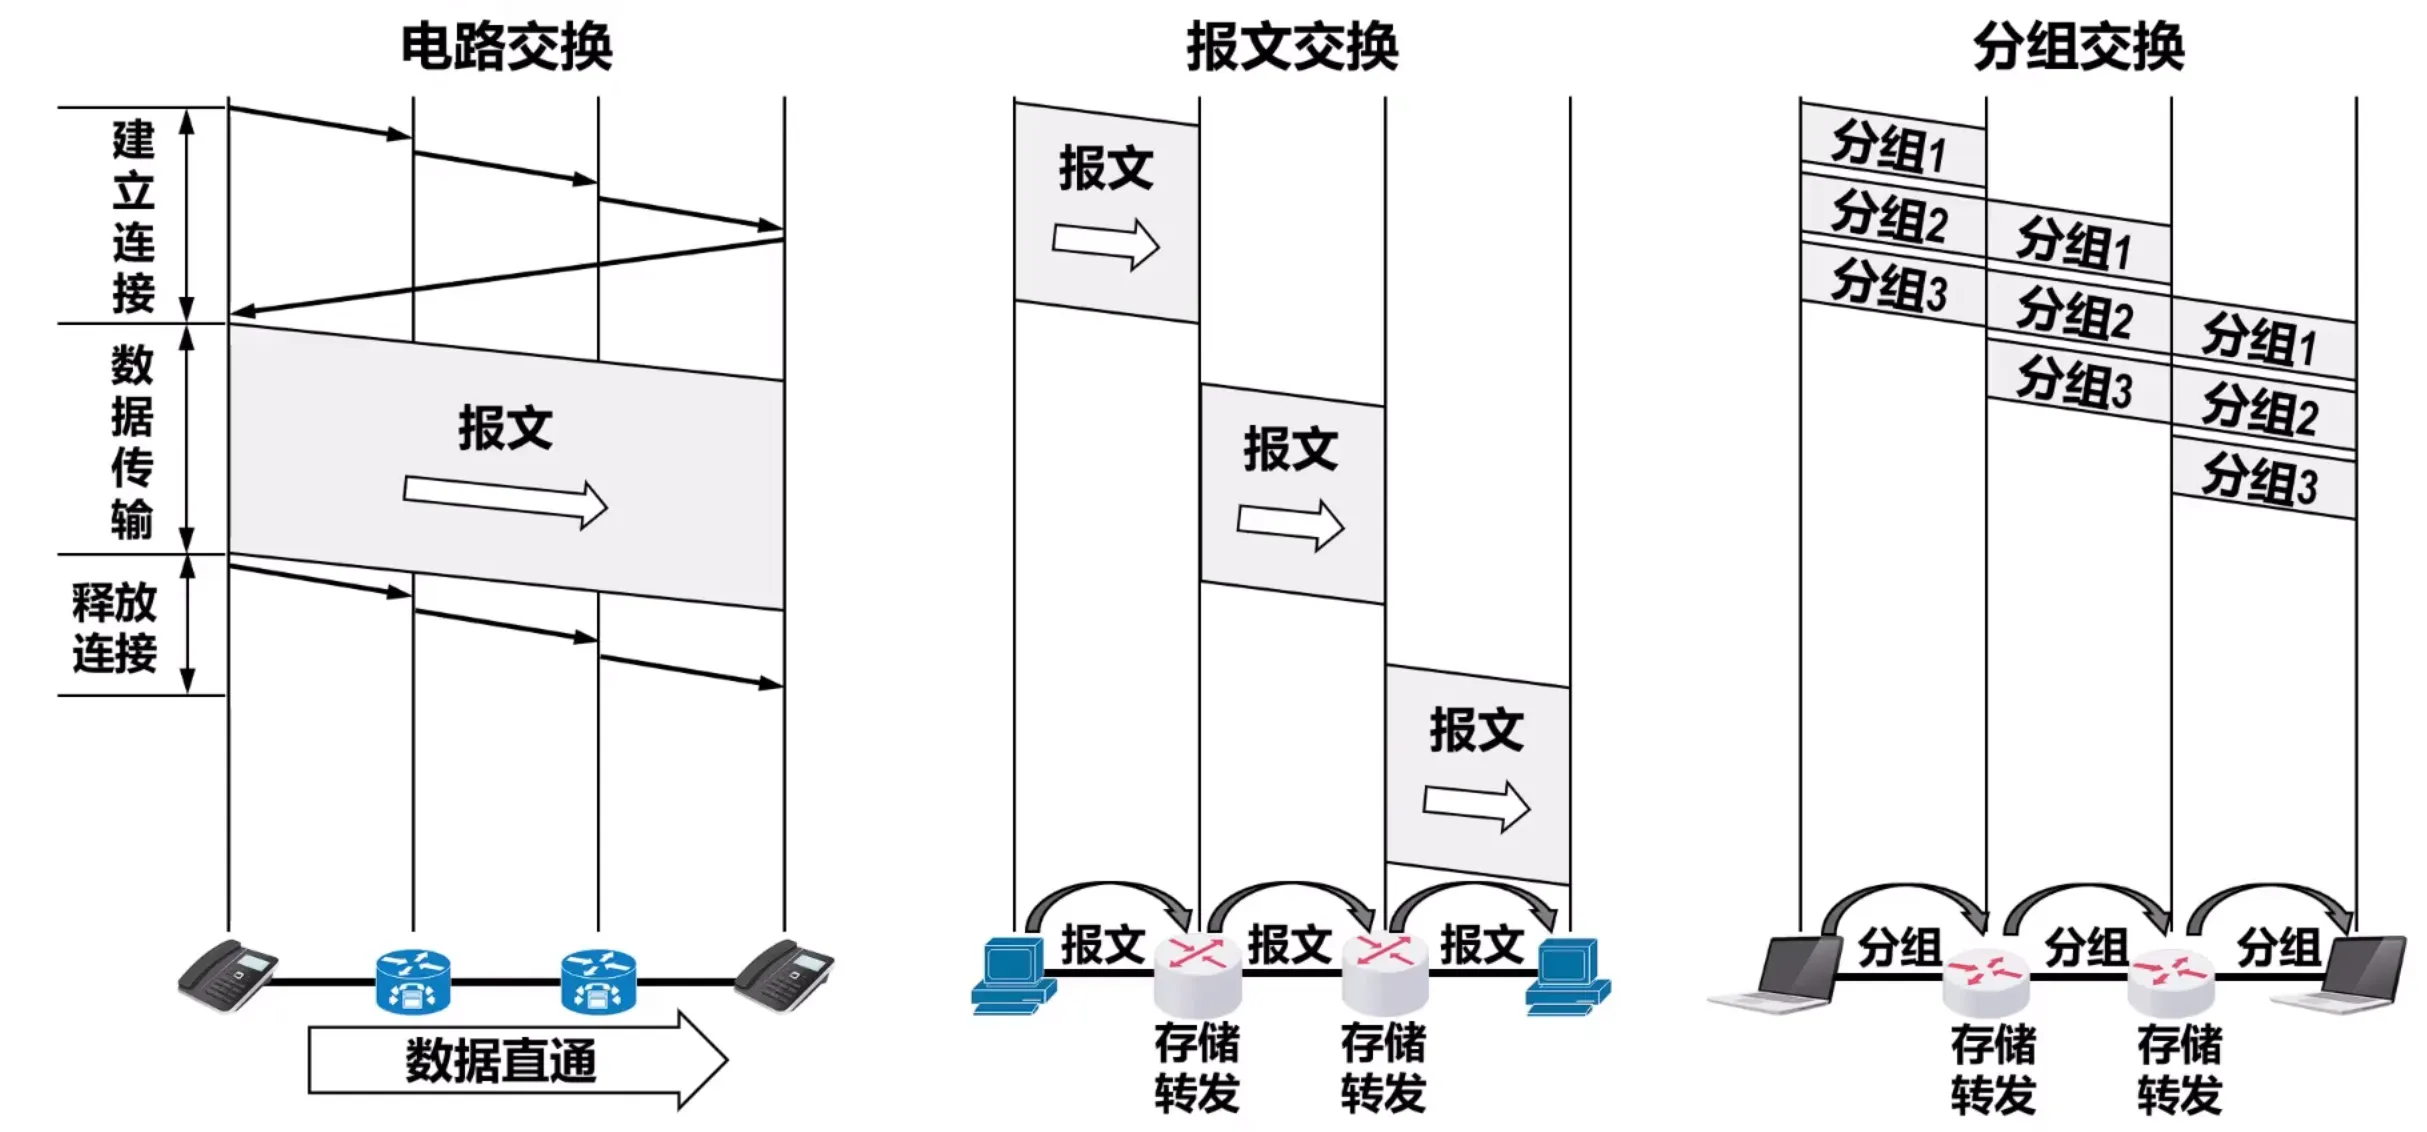 电路交换
建立连接
数据传输
释放
连接
报文
数据直通
报文交换
报文
报文
报文
报文
报文
报文
存储
转发
存储
转发
分组交换
分组1
分组2
分组1
分组3
分组2
分组1
分组3
分组2
分组3
分组
分组
分组
存储
转发
存储
转发